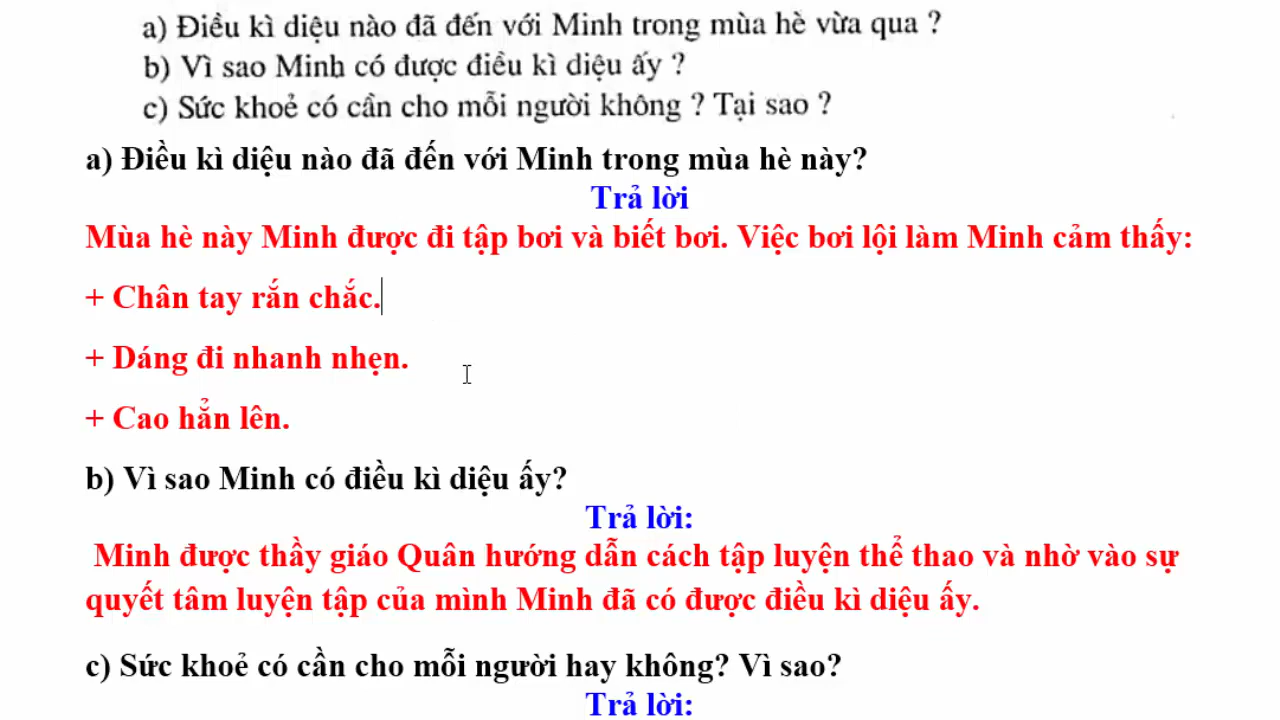 a) Điều kì diệu nào đã đến với Minh trong mùa hè vừa qua ?
b) Vì sao Minh có được điều kì diệu ấy ?
c) Sức khoẻ có cần cho mỗi người không ? Tại sao ?
a) Điều kì diệu nào đã đến với Minh trong mùa hè này?
Trả lời
Mùa hè này Minh được đi tập bơi và biết bơi. Việc bơi lội làm Minh cảm thấy:
+ Chân tay rắn chắc.
+ Dáng đi nhanh nhẹn.
+ Cao hẳn lên.
b) Vì sao Minh có điều kì diệu ấy?
Trả lời:
Minh được thầy giáo Quân hướng dẫn cách tập luyện thể thao và nhờ vào sự
quyết tâm luyện tập của mình Minh đã có được điều kì diệu ấy.
c) Sức khoẻ có cần cho mỗi người hay không? Vì sao?
Trả lời: